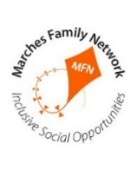 Marches Family Network
MFN
Inclusive Social Opportunities